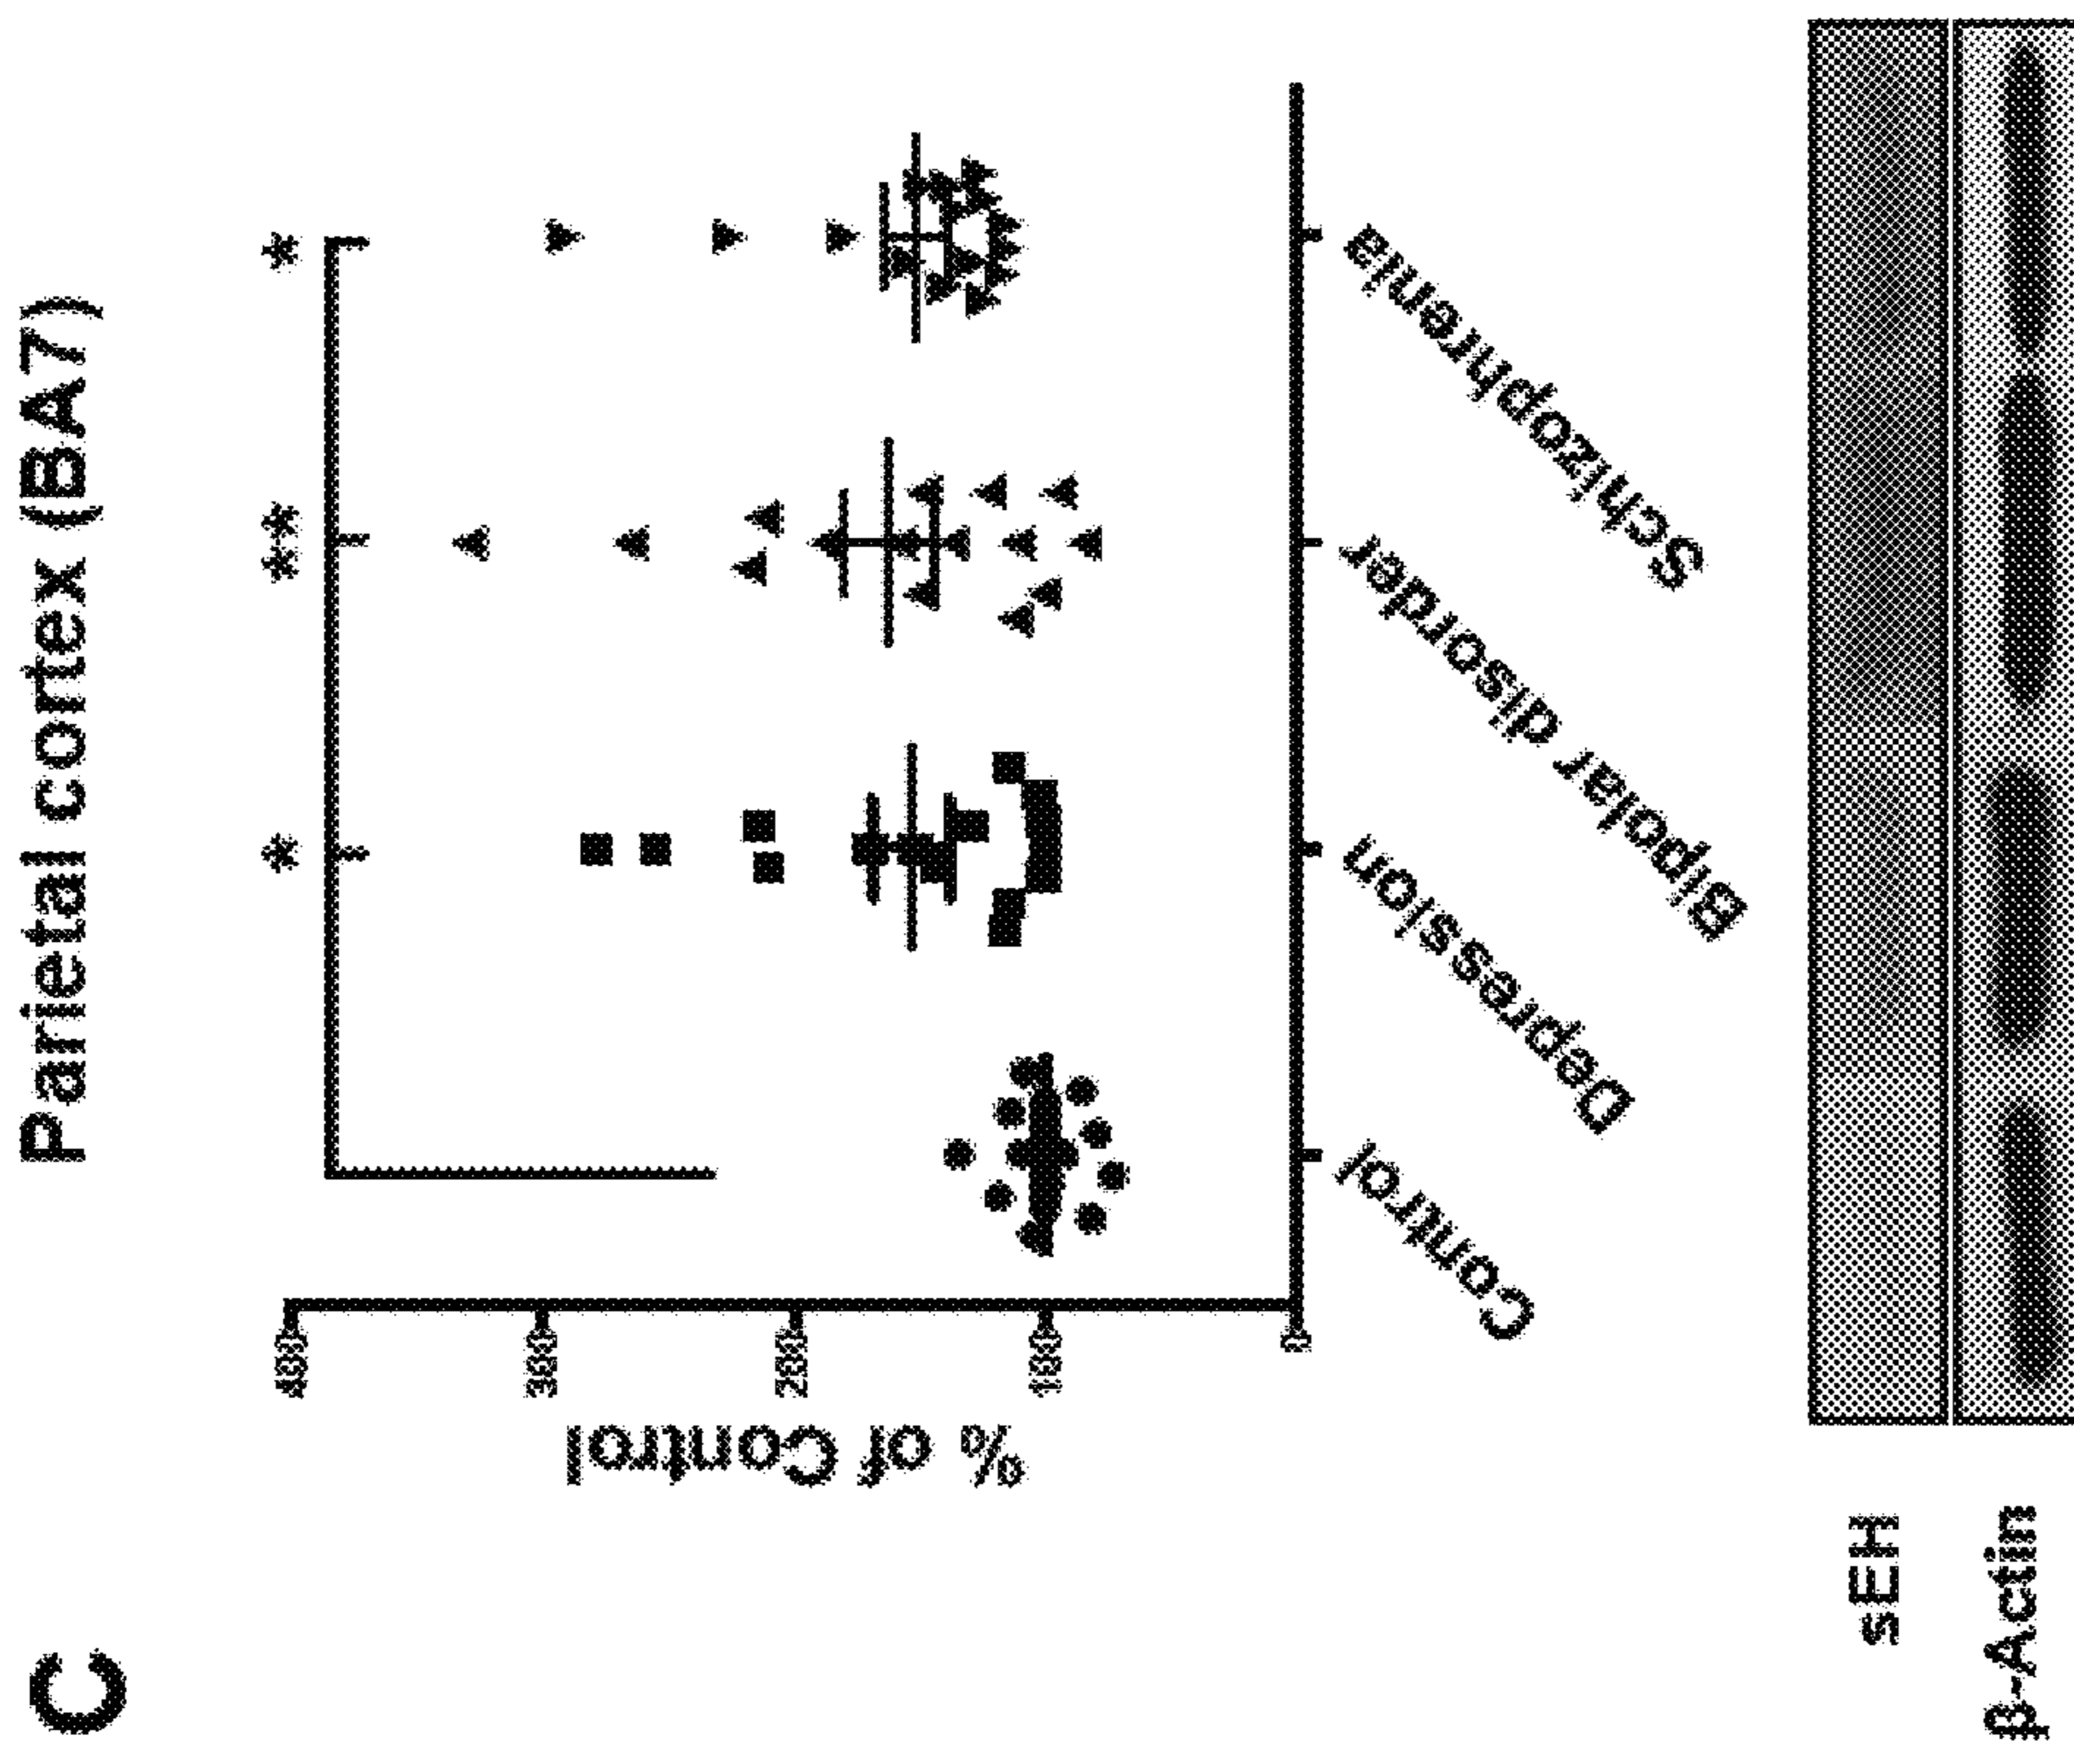 C
Parietal cortex (BA7)
*
**
*
400
300
200
100
0
% of Control
Control
Depression
Bipolar disorder
Schizophrenia
sEH
β-Actin